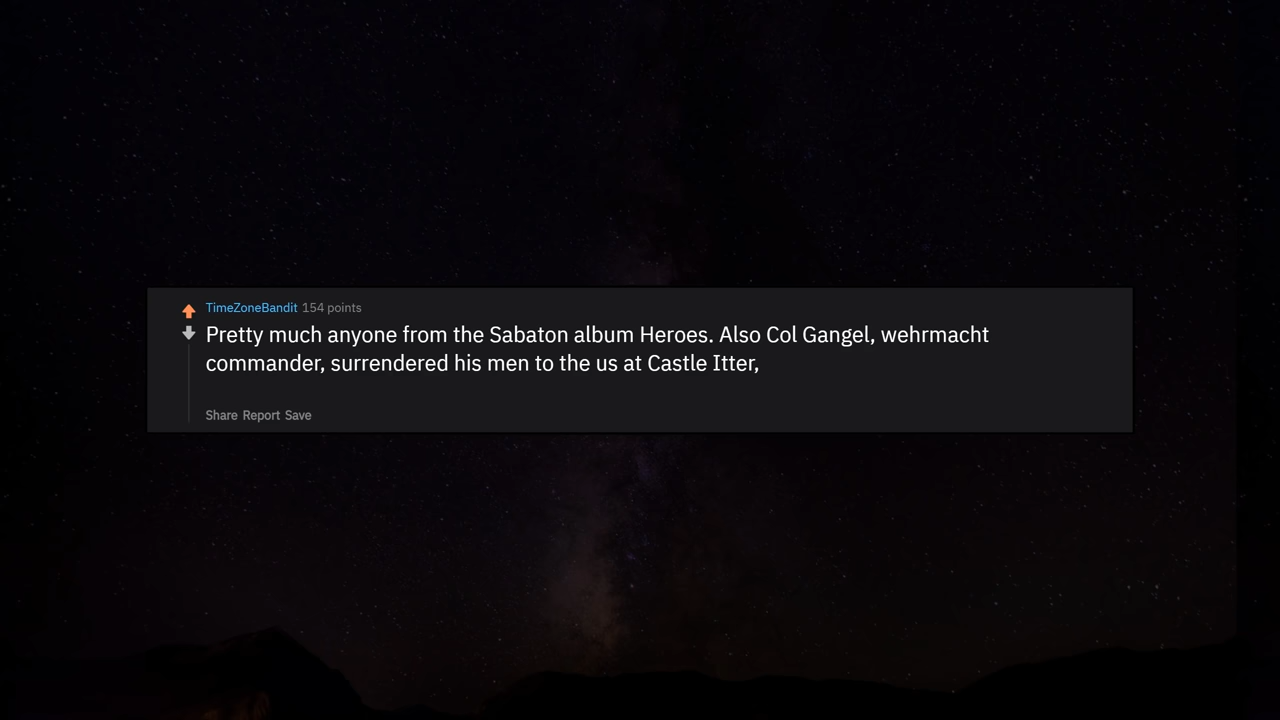 TimeZoneBandit 154 points
Pretty much anyone from the Sabaton album Heroes. Also Col Gangel, wehrmacht
commander, surrendered his men to the us at Castle Itter,
Share Report Save